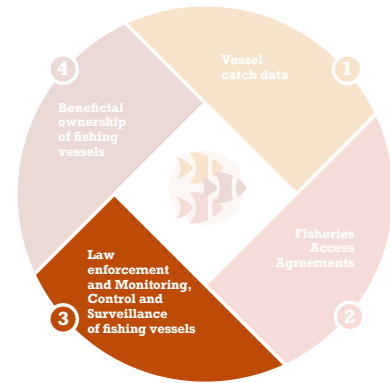 1
Vessel
catch data
2
Fisheries
Access
Agreements
3
Law
enforcement
and Monitoring,
Control and
Surveillance
of fishing vessels
4
Beneficial
ownership
of fishing
vessels